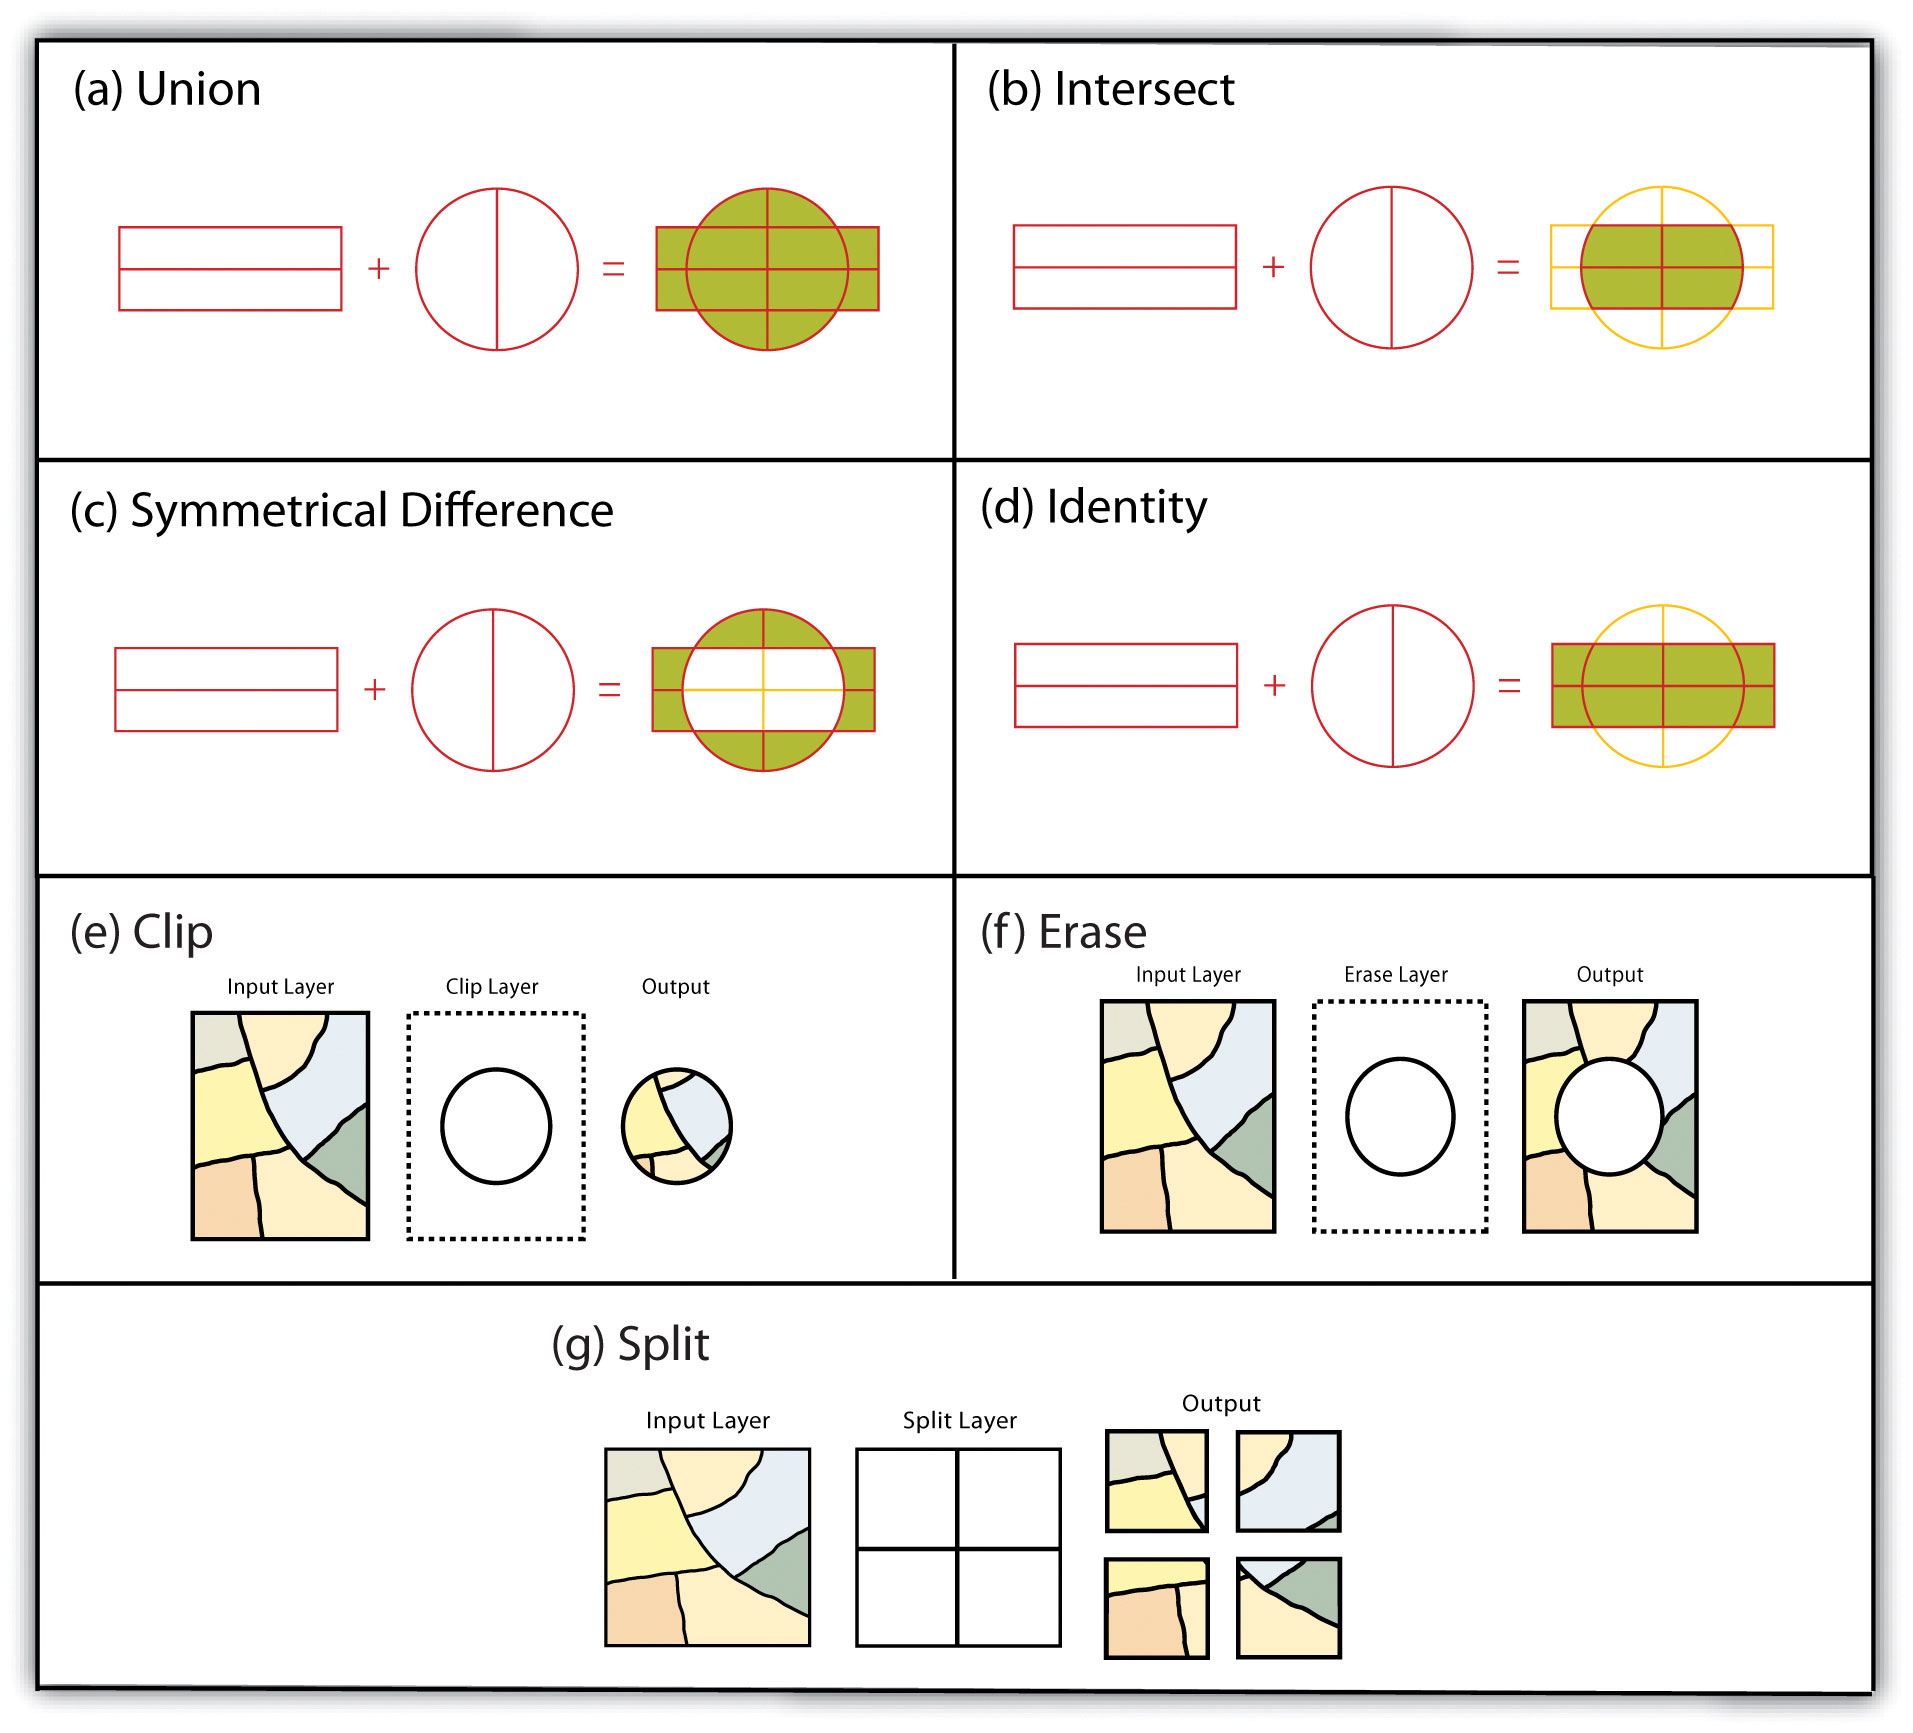 (a) Union
+ =
(b) Intersect
+ =
(c) Symmetrical Difference
+ =
(d) Identity
+ =
(e) Clip
Input Layer Clip Layer Output
(f) Erase
Input Layer Erase Layer Output
(g) Split
Input Layer Split Layer Output